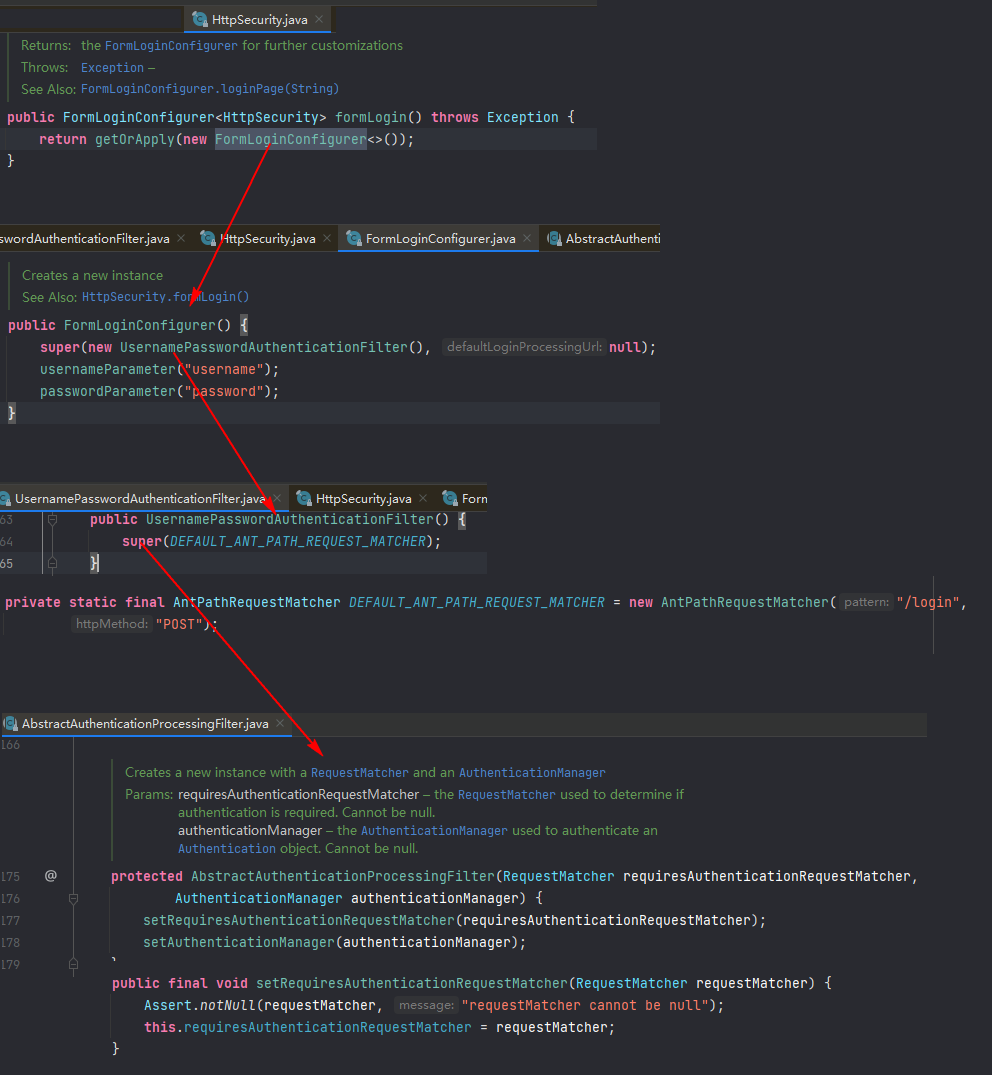 HttpSecurity.java
Returns: the FormLoginConfigurer for further customizations
Throws: Exception –
See Also: FormLoginConfigurer.loginPage(String)
public FormLoginConfigurer<HttpSecurity> formLogin() throws Exception {
return getOrApply(new FormLoginConfigurer<>());
}
swordAuthenticationFilter.java HttpSecurity.java FormLoginConfigurer.java AbstractAuthenti
Creates a new instance
See Also: HttpSecurity.formLogin()
public FormLoginConfigurer() {
super(new UsernamePasswordAuthenticationFilter(), defaultLoginProcessingUrl: null);
usernameParameter("username");
passwordParameter("password");
}
UsernamePasswordAuthenticationFilter.java HttpSecurity.java Form
63 public UsernamePasswordAuthenticationFilter() {
64 super(DEFAULT_ANT_PATH_REQUEST_MATCHER);
65 }
private static final AntPathRequestMatcher DEFAULT_ANT_PATH_REQUEST_MATCHER = new AntPathRequestMatcher( pattern: "/login",
httpMethod: "POST");
AbstractAuthenticationProcessingFilter.java
166
Creates a new instance with a RequestMatcher and an AuthenticationManager
Params: requiresAuthenticationRequestMatcher – the RequestMatcher used to determine if
authentication is required. Cannot be null.
authenticationManager – the AuthenticationManager used to authenticate an
Authentication object. Cannot be null.
175 @ protected AbstractAuthenticationProcessingFilter(RequestMatcher requiresAuthenticationRequestMatcher,
176 AuthenticationManager authenticationManager) {
177 setRequiresAuthenticationRequestMatcher(requiresAuthenticationRequestMatcher);
178 setAuthenticationManager(authenticationManager);
179
public final void setRequiresAuthenticationRequestMatcher(RequestMatcher requestMatcher) {
Assert.notNull(requestMatcher, message: "requestMatcher cannot be null");
this.requiresAuthenticationRequestMatcher = requestMatcher;
}